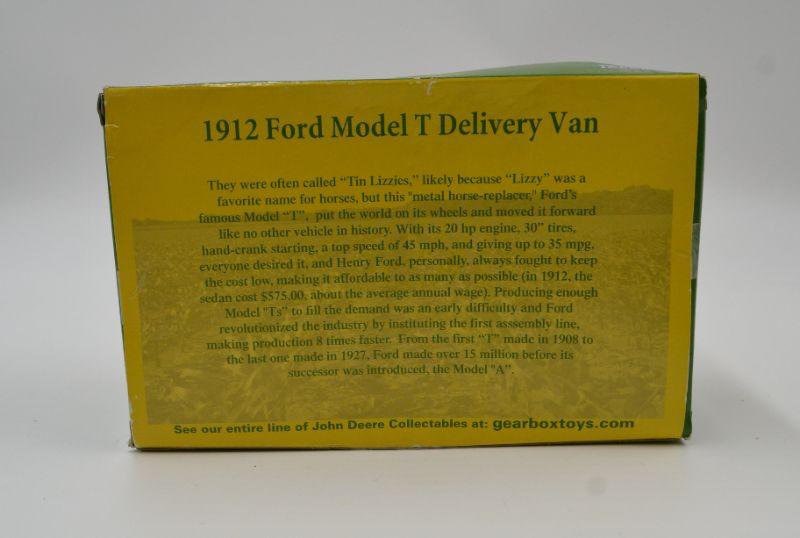 1912 Ford Model T Delivery Van
They were often called “Tin Lizzies,” likely because “Lizzy” was a
favorite name for horses, but this "metal horse-replacer," Ford’s
famous Model “T”, put the world on its wheels and moved it forward
like no other vehicle in history. With its 20 hp engine, 30” tires,
hand-crank starting, a top speed of 45 mph, and giving up to 35 mpg,
everyone desired it, and Henry Ford, personally, always fought to keep
the cost low, making it affordable to as many as possible (in 1912, the
sedan cost $575.00, about the average annual wage). Producing enough
Model "Ts" to fill the demand was an early difficulty and Ford
revolutionized the industry by instituting the first asssembly line,
making production 8 times faster. From the first “T” made in 1908 to
the last one made in 1927, Ford made over 15 million before its
successor was introduced, the Model "A".
See our entire line of John Deere Collectables at: gearboxtoys.com